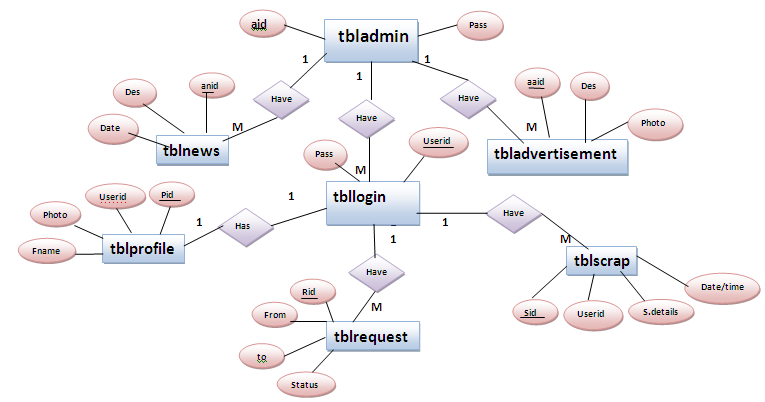 aid
tbladmin
Pass
1
1
1
anid
Des
Have
Have
Have
aaid
Des
Date
M
M
Photo
tblnews
Pass
Userid
tbladvertisement
M
tbllogin
Userid
Pid
1
Photo
1
Has
Have
1
1
M
Fname
tblprofile
tblscrap
Have
Date/time
Rid
From
M
Sid
Userid
S.details
tblrequest
to
Status